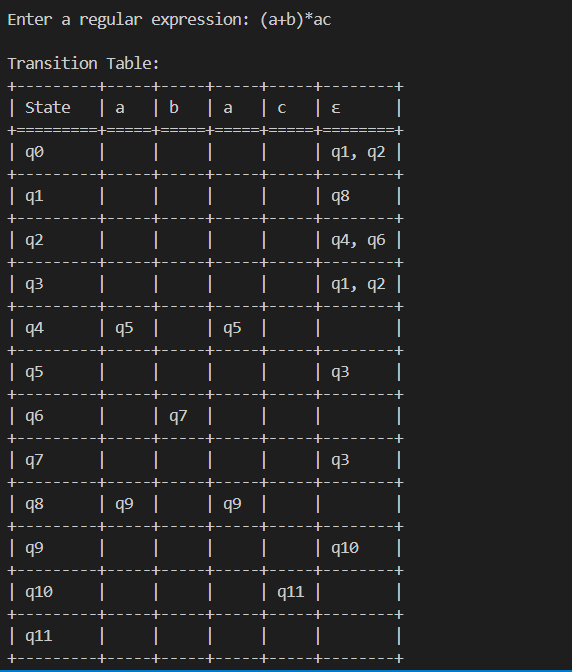 Enter a regular expression: (a+b)*ac
Transition Table:
+---------+-----+-----+-----+-----+--------+
| State   | a   | b   | a   | c   | ε      |
+=========+=====+=====+=====+=====+========+
| q0      |     |     |     |     | q1, q2 |
+---------+-----+-----+-----+-----+--------+
| q1      |     |     |     |     | q8     |
+---------+-----+-----+-----+-----+--------+
| q2      |     |     |     |     | q4, q6 |
+---------+-----+-----+-----+-----+--------+
| q3      |     |     |     |     | q1, q2 |
+---------+-----+-----+-----+-----+--------+
| q4      | q5  |     | q5  |     |        |
+---------+-----+-----+-----+-----+--------+
| q5      |     |     |     |     | q3     |
+---------+-----+-----+-----+-----+--------+
| q6      |     | q7  |     |     |        |
+---------+-----+-----+-----+-----+--------+
| q7      |     |     |     |     | q3     |
+---------+-----+-----+-----+-----+--------+
| q8      | q9  |     | q9  |     |        |
+---------+-----+-----+-----+-----+--------+
| q9      |     |     |     |     | q10    |
+---------+-----+-----+-----+-----+--------+
| q10     |     |     |     | q11 |        |
+---------+-----+-----+-----+-----+--------+
| q11     |     |     |     |     |        |
+---------+-----+-----+-----+-----+--------+